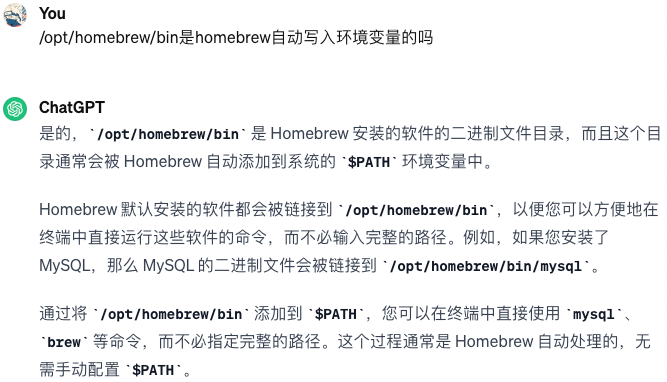 You
/opt/homebrew/bin是homebrew自动写入环境变量的吗
ChatGPT
是的，`/opt/homebrew/bin` 是 Homebrew 安装的软件的二进制文件目录，而且这个目
录通常会被 Homebrew 自动添加到系统的 `$PATH` 环境变量中。
Homebrew 默认安装的软件都会被链接到 `/opt/homebrew/bin`，以便您可以方便地在
终端中直接运行这些软件的命令，而不必输入完整的路径。例如，如果您安装了
MySQL，那么 MySQL 的二进制文件会被链接到 `/opt/homebrew/bin/mysql`。
通过将 `/opt/homebrew/bin` 添加到 `$PATH`，您可以在终端中直接使用 `mysql`、
`brew` 等命令，而不必指定完整的路径。这个过程通常是 Homebrew 自动处理的，无
需手动配置 `$PATH`。